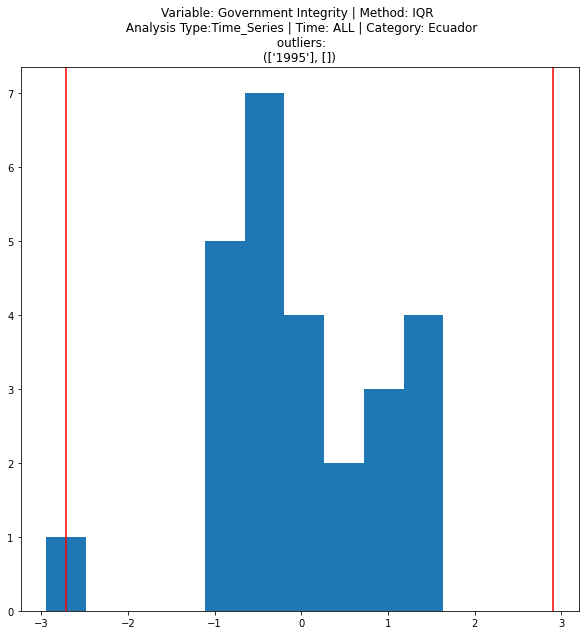 Variable: Government Integrity | Method: IQR
Analysis Type:Time_Series | Time: ALL | Category: Ecuador
outliers:
(['1995'], [])
7
6
5
4
3
2
1
0
−3 −2 −1 0 1 2 3